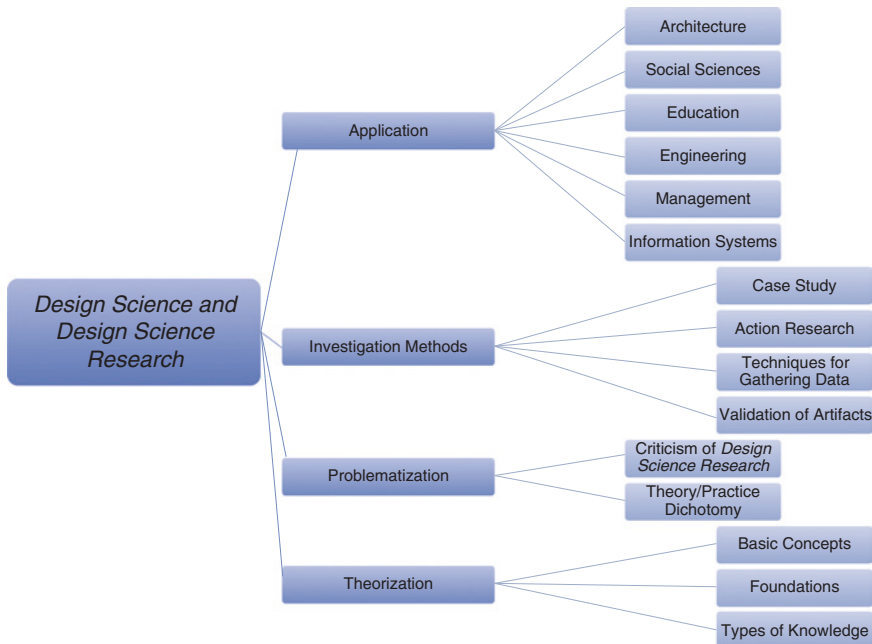 Design Science and
Design Science
Research
Application
Architecture
Social Sciences
Education
Engineering
Management
Information Systems
Investigation Methods
Case Study
Action Research
Techniques for
Gathering Data
Validation of Artifacts
Problematization
Criticism of Design
Science Research
Theory/Practice
Dichotomy
Theorization
Basic Concepts
Foundations
Types of Knowledge